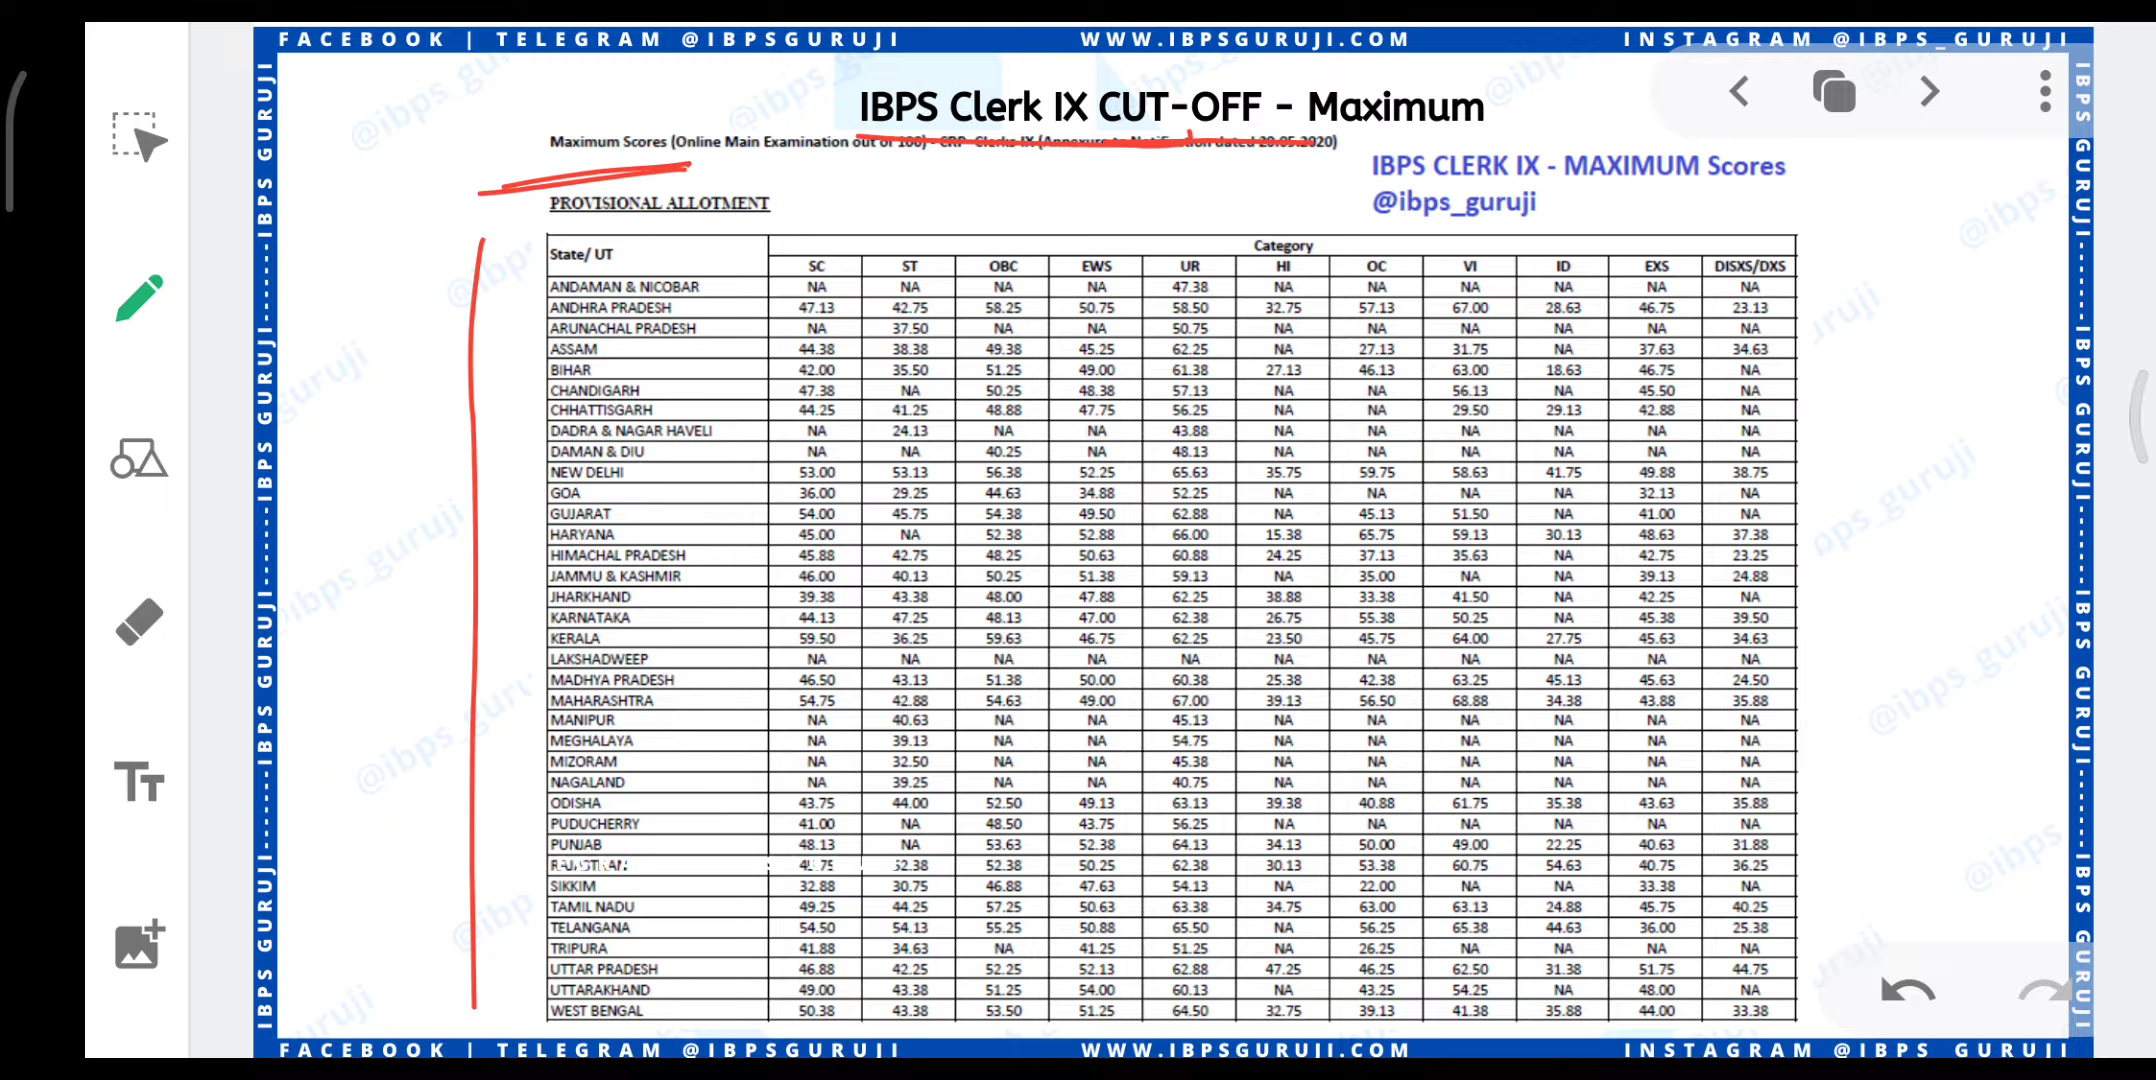 FACEBOOK | TELEGRAM @IBPSGURUJI WWW.IBPSGURUJI.COM INSTAGRAM @IBPS_GURUJI
IBPS Clerk IX CUT-OFF - Maximum
Maximum Scores (Online Main Examination out of 100) - CRP- Clerks-IX (Annexure to Notification dated 20.05.2020)
IBPS CLERK IX - MAXIMUM Scores
@ibps_guruji
PROVISIONAL ALLOTMENT
State/ UT Category
SC ST OBC EWS UR HI OC VI ID EXS DISXS/DXS
ANDAMAN & NICOBAR NA NA NA NA 47.38 NA NA NA NA NA NA
ANDHRA PRADESH 47.13 42.75 58.25 50.75 58.50 32.75 57.13 67.00 28.63 46.75 23.13
ARUNACHAL PRADESH NA 37.50 NA NA 50.75 NA NA NA NA NA NA
ASSAM 44.38 38.38 49.38 45.25 62.25 NA 27.13 31.75 NA 37.63 34.63
BIHAR 42.00 35.50 51.25 49.00 61.38 27.13 46.13 63.00 18.63 46.75 NA
CHANDIGARH 47.38 NA 50.25 48.38 57.13 NA NA 56.13 NA 45.50 NA
CHHATTISGARH 44.25 41.25 48.88 47.75 56.25 NA NA 29.50 29.13 42.88 NA
DADRA & NAGAR HAVELI NA 24.13 NA NA 43.88 NA NA NA NA NA NA
DAMAN & DIU NA NA 40.25 NA 48.13 NA NA NA NA NA NA
NEW DELHI 53.00 53.13 56.38 52.25 65.63 35.75 59.75 58.63 41.75 49.88 38.75
GOA 36.00 29.25 44.63 34.88 52.25 NA NA NA NA 32.13 NA
GUJARAT 54.00 45.75 54.38 49.50 62.88 NA 45.13 51.50 NA 41.00 NA
HARYANA 45.00 NA 52.38 52.88 66.00 15.38 65.75 59.13 30.13 48.63 37.38
HIMACHAL PRADESH 45.88 42.75 48.25 50.63 60.88 24.25 37.13 35.63 NA 42.75 23.25
JAMMU & KASHMIR 46.00 40.13 50.25 51.38 59.13 NA 35.00 NA NA 39.13 24.88
JHARKHAND 39.38 43.38 48.00 47.88 62.25 38.88 33.38 41.50 NA 42.25 NA
KARNATAKA 44.13 47.25 48.13 47.00 62.38 26.75 55.38 50.25 NA 45.38 39.50
KERALA 59.50 36.25 59.63 46.75 62.25 23.50 45.75 64.00 27.75 45.63 34.63
LAKSHADWEEP NA NA NA NA NA NA NA NA NA NA NA
MADHYA PRADESH 46.50 43.13 51.38 50.00 60.38 25.38 42.38 63.25 45.13 45.63 24.50
MAHARASHTRA 54.75 42.88 54.63 49.00 67.00 39.13 56.50 68.88 34.38 43.88 35.88
MANIPUR NA 40.63 NA NA 45.13 NA NA NA NA NA NA
MEGHALAYA NA 39.13 NA NA 54.75 NA NA NA NA NA NA
MIZORAM NA 32.50 NA NA 45.38 NA NA NA NA NA NA
NAGALAND NA 39.25 NA NA 40.75 NA NA NA NA NA NA
ODISHA 43.75 44.00 52.50 49.13 63.13 39.38 40.88 61.75 35.38 43.63 35.88
PUDUCHERRY 41.00 NA 48.50 43.75 56.25 NA NA NA NA NA NA
PUNJAB 48.13 NA 53.63 52.38 64.13 34.13 50.00 49.00 22.25 40.63 31.88
52.38 52.38 50.25 62.38 30.13 53.38 60.75 54.63 40.75 36.25
SIKKIM 32.88 30.75 46.88 47.63 54.13 NA 22.00 NA NA 33.38 NA
TAMIL NADU 49.25 44.25 57.25 50.63 63.38 34.75 63.00 63.13 24.88 45.75 40.25
TELANGANA 54.50 54.13 55.25 50.88 65.50 NA 56.25 65.38 44.63 36.00 25.38
TRIPURA 41.88 34.63 NA 41.25 51.25 NA 26.25 NA NA NA NA
UTTAR PRADESH 46.88 42.25 52.25 52.13 62.88 47.25 46.25 62.50 31.38 51.75 44.75
UTTARAKHAND 49.00 43.38 51.25 54.00 60.13 NA 43.25 54.25 NA 48.00 NA
WEST BENGAL 50.38 43.38 53.50 51.25 64.50 32.75 39.13 41.38 35.88 44.00 33.38
FACEBOOK | TELEGRAM @IBPSGURUJI WWW.IBPSGURUJI.COM INSTAGRAM @IBPS_GURUJI